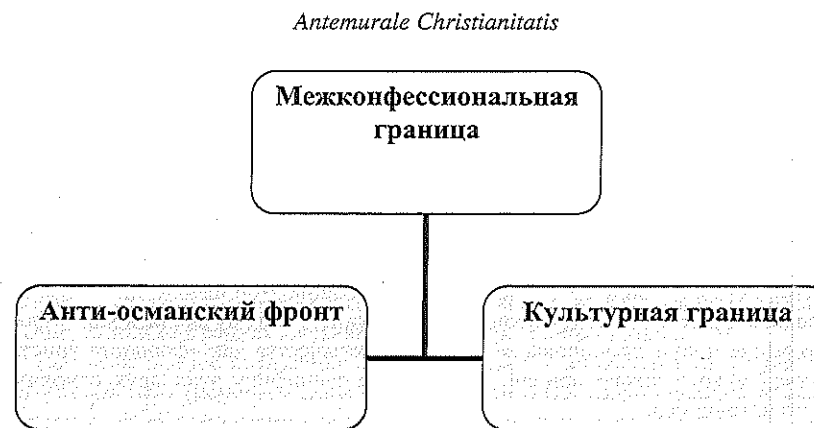 Antemurale Christianitatis
Межконфессиональная
граница
Анти-османский фронт
Культурная граница